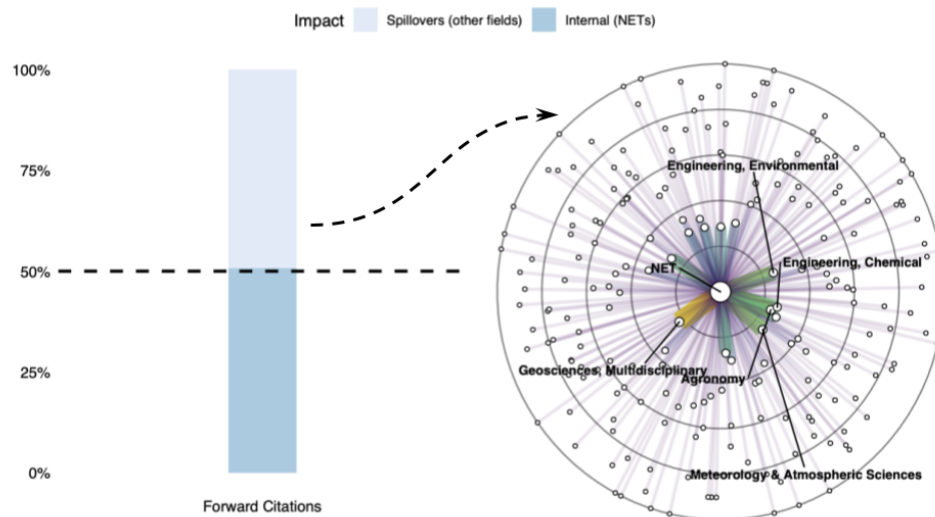 Impact Spillovers (other fields) Internal (NETs)
100%
75%
50%
25%
0%
Forward Citations
Engineering, Environmental
Engineering, Chemical
NET
Geosciences, Multidisciplinary
Agronomy
Meteorology & Atmospheric Sciences